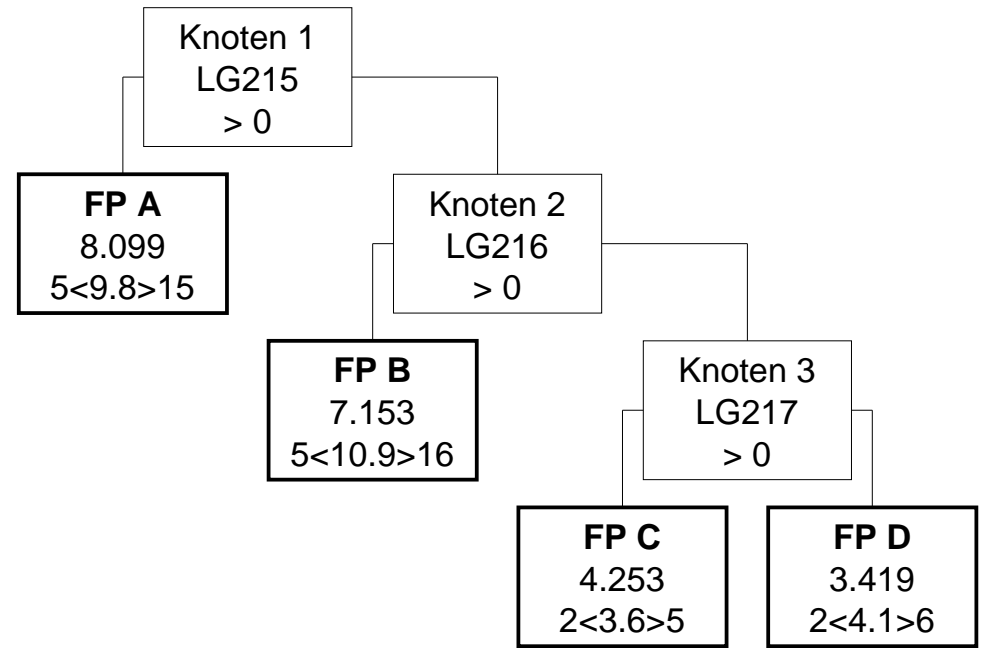 Knoten 1
LG215
> 0
FP A
8.099
5<9.8>15
Knoten 2
LG216
> 0
FP B
7.153
5<10.9>16
Knoten 3
LG217
> 0
FP C
4.253
2<3.6>5
FP D
3.419
2<4.1>6